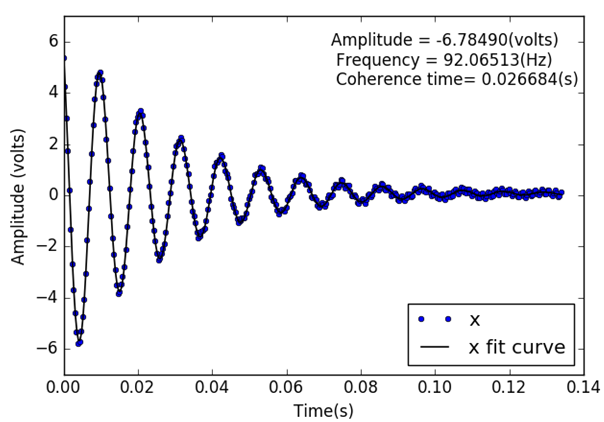 Amplitude = -6.78490(volts)
Frequency = 92.06513(Hz)
Coherence time= 0.026684(s)
Amplitude (volts)
6
4
2
0
−2
−4
−6
x
x fit curve
0.00 0.02 0.04 0.06 0.08 0.10 0.12 0.14
Time(s)